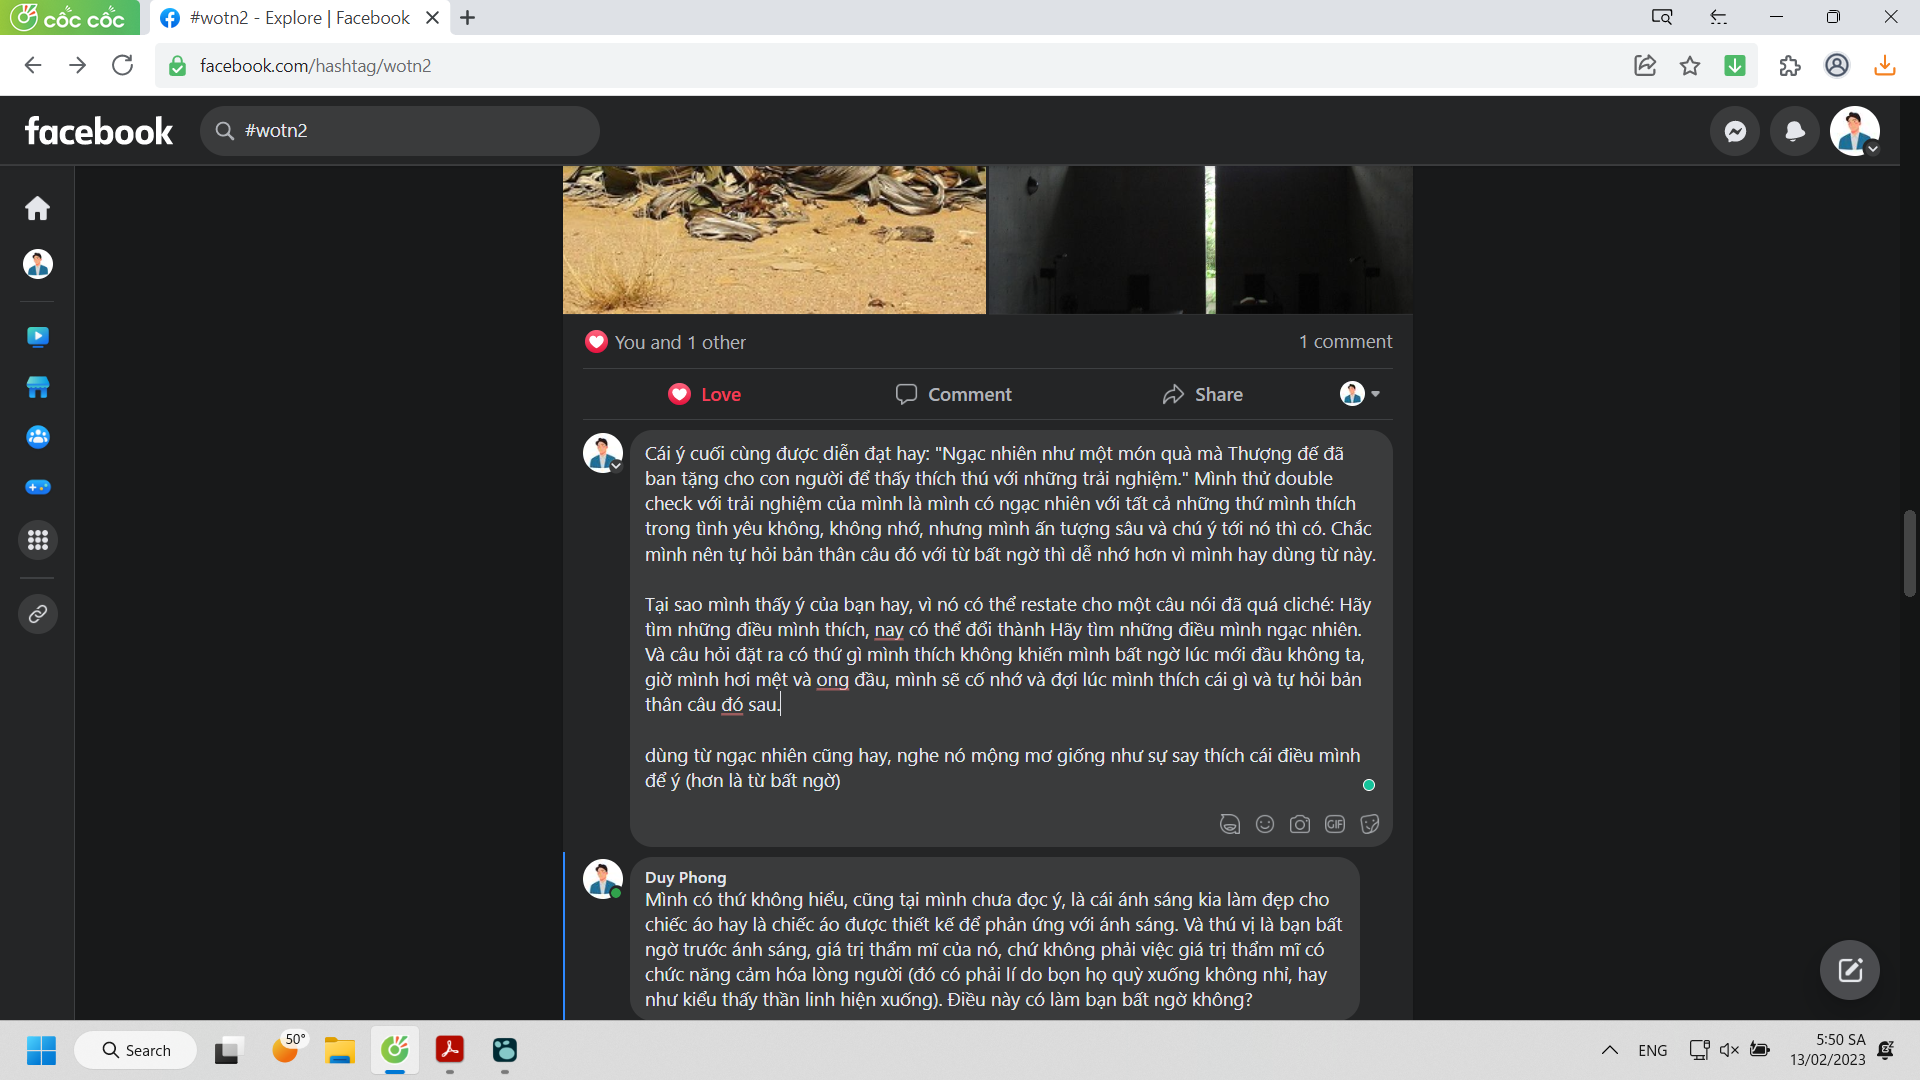 cốc cốc
#wotn2 - Explore | Facebook
facebook.com/hashtag/wotn2
facebook
#wotn2
You and 1 other
1 comment
Love
Comment
Share
Cái ý cuối cùng được diễn đạt hay: "Ngạc nhiên như một món quà mà Thượng đế đã
ban tặng cho con người để thấy thích thú với những trải nghiệm." Mình thử double
check với trải nghiệm của mình là mình có ngạc nhiên với tất cả những thứ mình thích
trong tình yêu không, không nhớ, nhưng mình ấn tượng sâu và chú ý tới nó thì có. Chắc
mình nên tự hỏi bản thân câu đó với từ bất ngờ thì dễ nhớ hơn vì mình hay dùng từ này.
Tại sao mình thấy ý của bạn hay, vì nó có thể restate cho một câu nói đã quá cliché: Hãy
tìm những điều mình thích, nay có thể đổi thành Hãy tìm những điều mình ngạc nhiên.
Và câu hỏi đặt ra có thứ gì mình thích không khiến mình bất ngờ lúc mới đầu không ta,
giờ mình hơi mệt và ong đầu, mình sẽ cố nhớ và đợi lúc mình thích cái gì và tự hỏi bản
thân câu đó sau.
dùng từ ngạc nhiên cũng hay, nghe nó mộng mơ giống như sự say thích cái điều mình
để ý (hơn là từ bất ngờ)
GIF
Duy Phong
Mình có thứ không hiểu, cũng tại mình chưa đọc ý, là cái ánh sáng kia làm đẹp cho
chiếc áo hay là chiếc áo được thiết kế để phản ứng với ánh sáng. Và thú vị là bạn bất
ngờ trước ánh sáng, giá trị thẩm mĩ của nó, chứ không phải việc giá trị thẩm mĩ có
chức năng cảm hóa lòng người (đó có phải lí do bọn họ quỳ xuống không nhỉ, hay
như kiểu thấy thần linh hiện xuống). Điều này có làm bạn bất ngờ không?
Search
50°
ENG
5:50 SA
13/02/2023